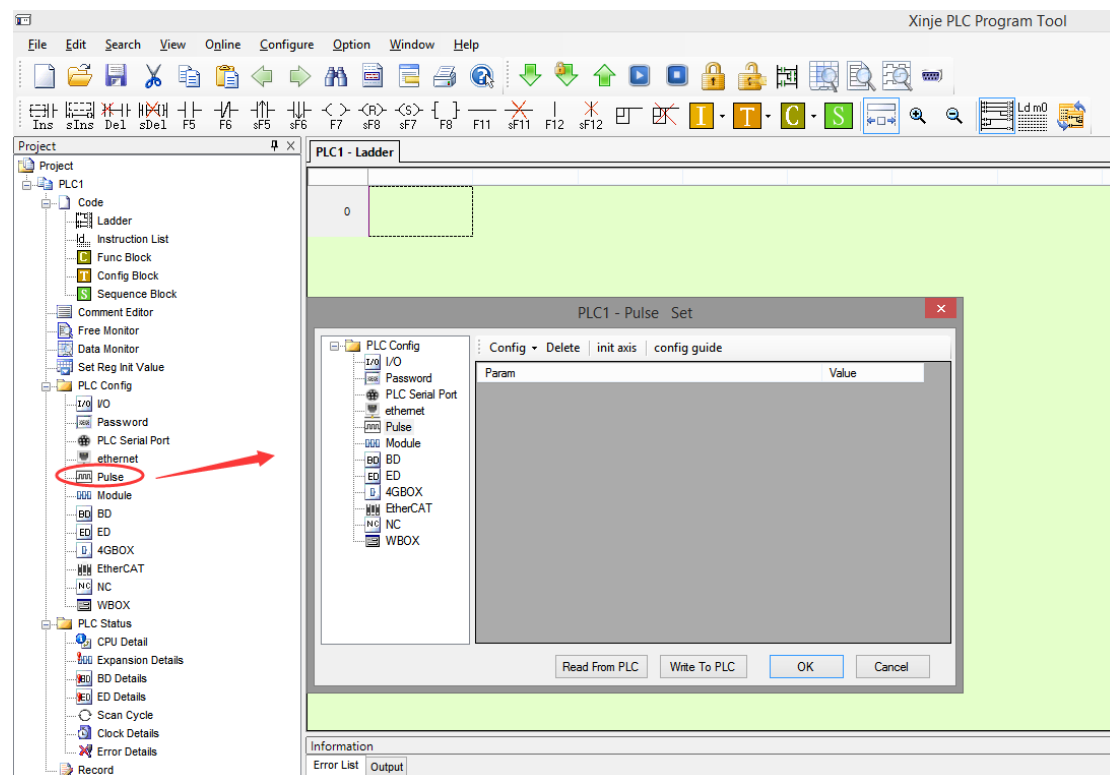 Xinje PLC Program Tool
File Edit Search View Online Configure Option Window Help
Ins sIns Del sDel F5 F6 sF5 sF6 F7 sF8 sF7 F8 F11 sF11 F12 sF12 I T C S Ld m0
Project
PLC1 - Ladder
Project
PLC1
Code
Ladder
Instruction List
Func Block
Config Block
Sequence Block
Comment Editor
Free Monitor
Data Monitor
Set Reg Init Value
PLC Config
I/O
Password
PLC Serial Port
ethernet
Pulse
Module
BD
ED
4GBOX
EtherCAT
NC
WBOX
PLC Status
CPU Detail
Expansion Details
BD Details
ED Details
Scan Cycle
Clock Details
Error Details
Record
0
PLC1 - Pulse Set
PLC Config
I/O
Password
PLC Serial Port
ethernet
Pulse
Module
BD
ED
4GBOX
EtherCAT
NC
WBOX
Config Delete init axis config guide
Param Value
Read From PLC Write To PLC OK Cancel
Information
Error List Output